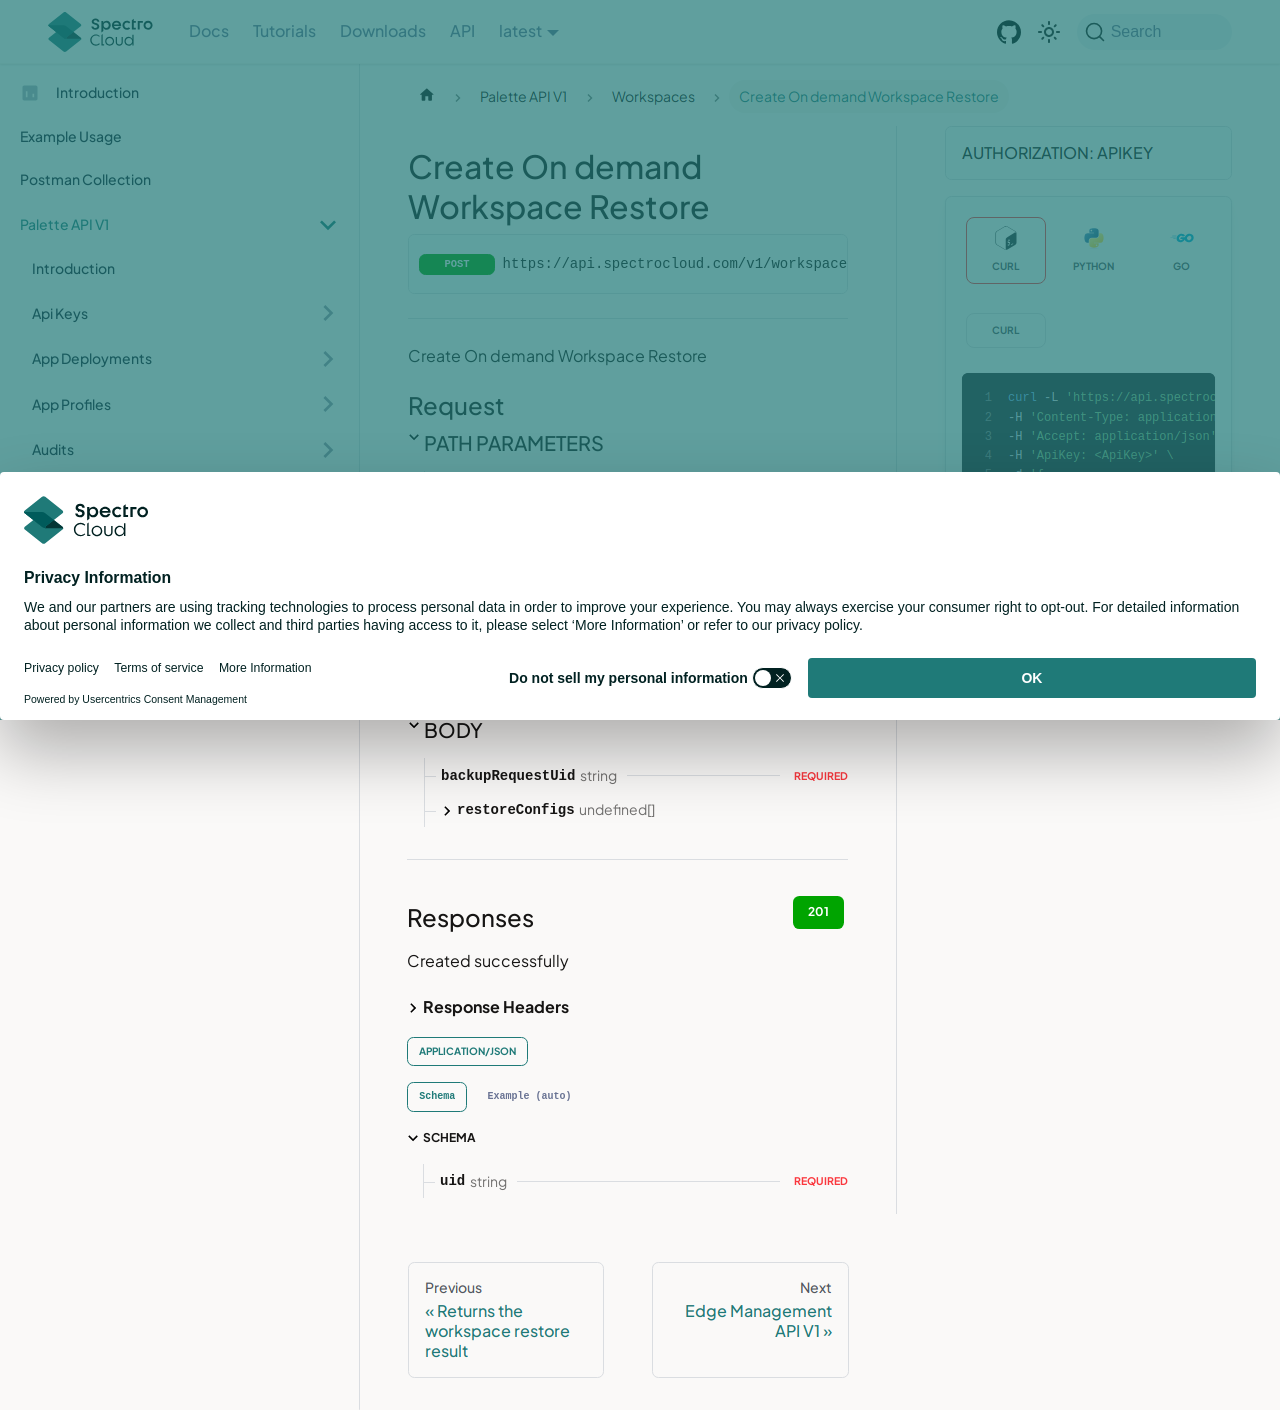 Spectro
Cloud
Docs
Tutorials
Downloads
API
latest
Search
Introduction
Example Usage
Postman Collection
Palette API V1
Introduction
Api Keys
App Deployments
App Profiles
Audits
Palette API V1
Workspaces
Create On demand Workspace Restore
Create On demand
Workspace Restore
POST
https://api.spectrocloud.com/v1/workspace
Create On demand Workspace Restore
Request
PATH PARAMETERS
AUTHORIZATION: APIKEY
CURL
PYTHON
GO
CURL
1 curl -L 'https://api.spectroc
2 -H 'Content-Type: application
3 -H 'Accept: application/json'
4 -H 'ApiKey: <ApiKey>' \
Spectro
Cloud
Privacy Information
We and our partners are using tracking technologies to process personal data in order to improve your experience. You may always exercise your consumer right to opt-out. For detailed information
about personal information we collect and third parties having access to it, please select ‘More Information’ or refer to our privacy policy.
Privacy policy
Terms of service
More Information
Powered by Usercentrics Consent Management
Do not sell my personal information
OK
BODY
backupRequestUid string
REQUIRED
restoreConfigs undefined[]
Responses
201
Created successfully
Response Headers
APPLICATION/JSON
Schema
Example (auto)
SCHEMA
uid string
REQUIRED
Previous
« Returns the
workspace restore
result
Next
Edge Management
API V1 »